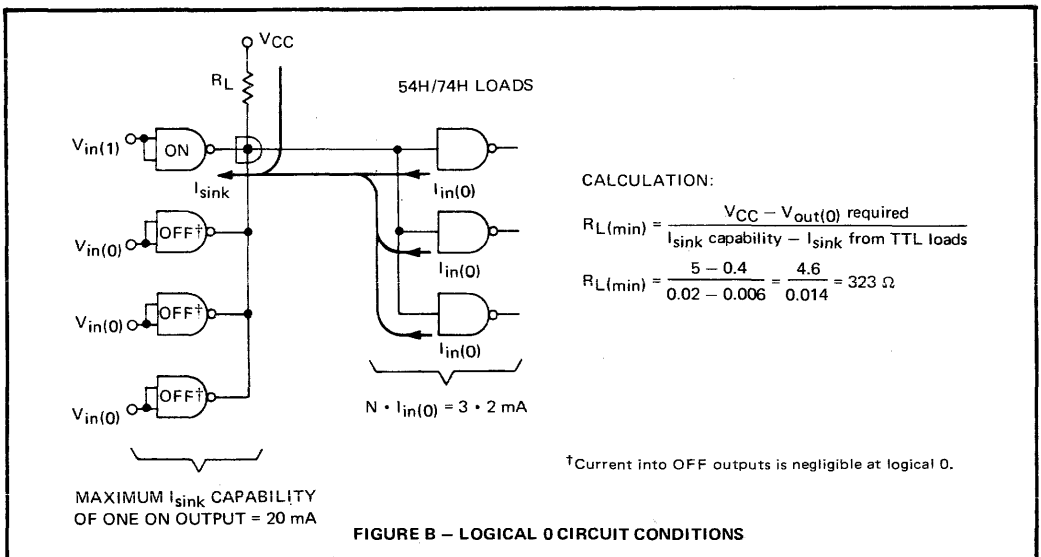 VCC
RL
54H/74H LOADS
Vin(1)
ON
Isink
Iin(0)
Vin(0)
OFF†
Iin(0)
Vin(0)
OFF†
Iin(0)
Vin(0)
OFF†
N • Iin(0) = 3 • 2 mA
MAXIMUM Isink CAPABILITY
OF ONE ON OUTPUT = 20 mA
CALCULATION:
RL(min) = VCC – Vout(0) required / Isink capability – Isink from TTL loads
RL(min) = 5 – 0.4 / 0.02 – 0.006 = 4.6 / 0.014 = 323 Ω
†Current into OFF outputs is negligible at logical 0.
FIGURE B – LOGICAL 0 CIRCUIT CONDITIONS